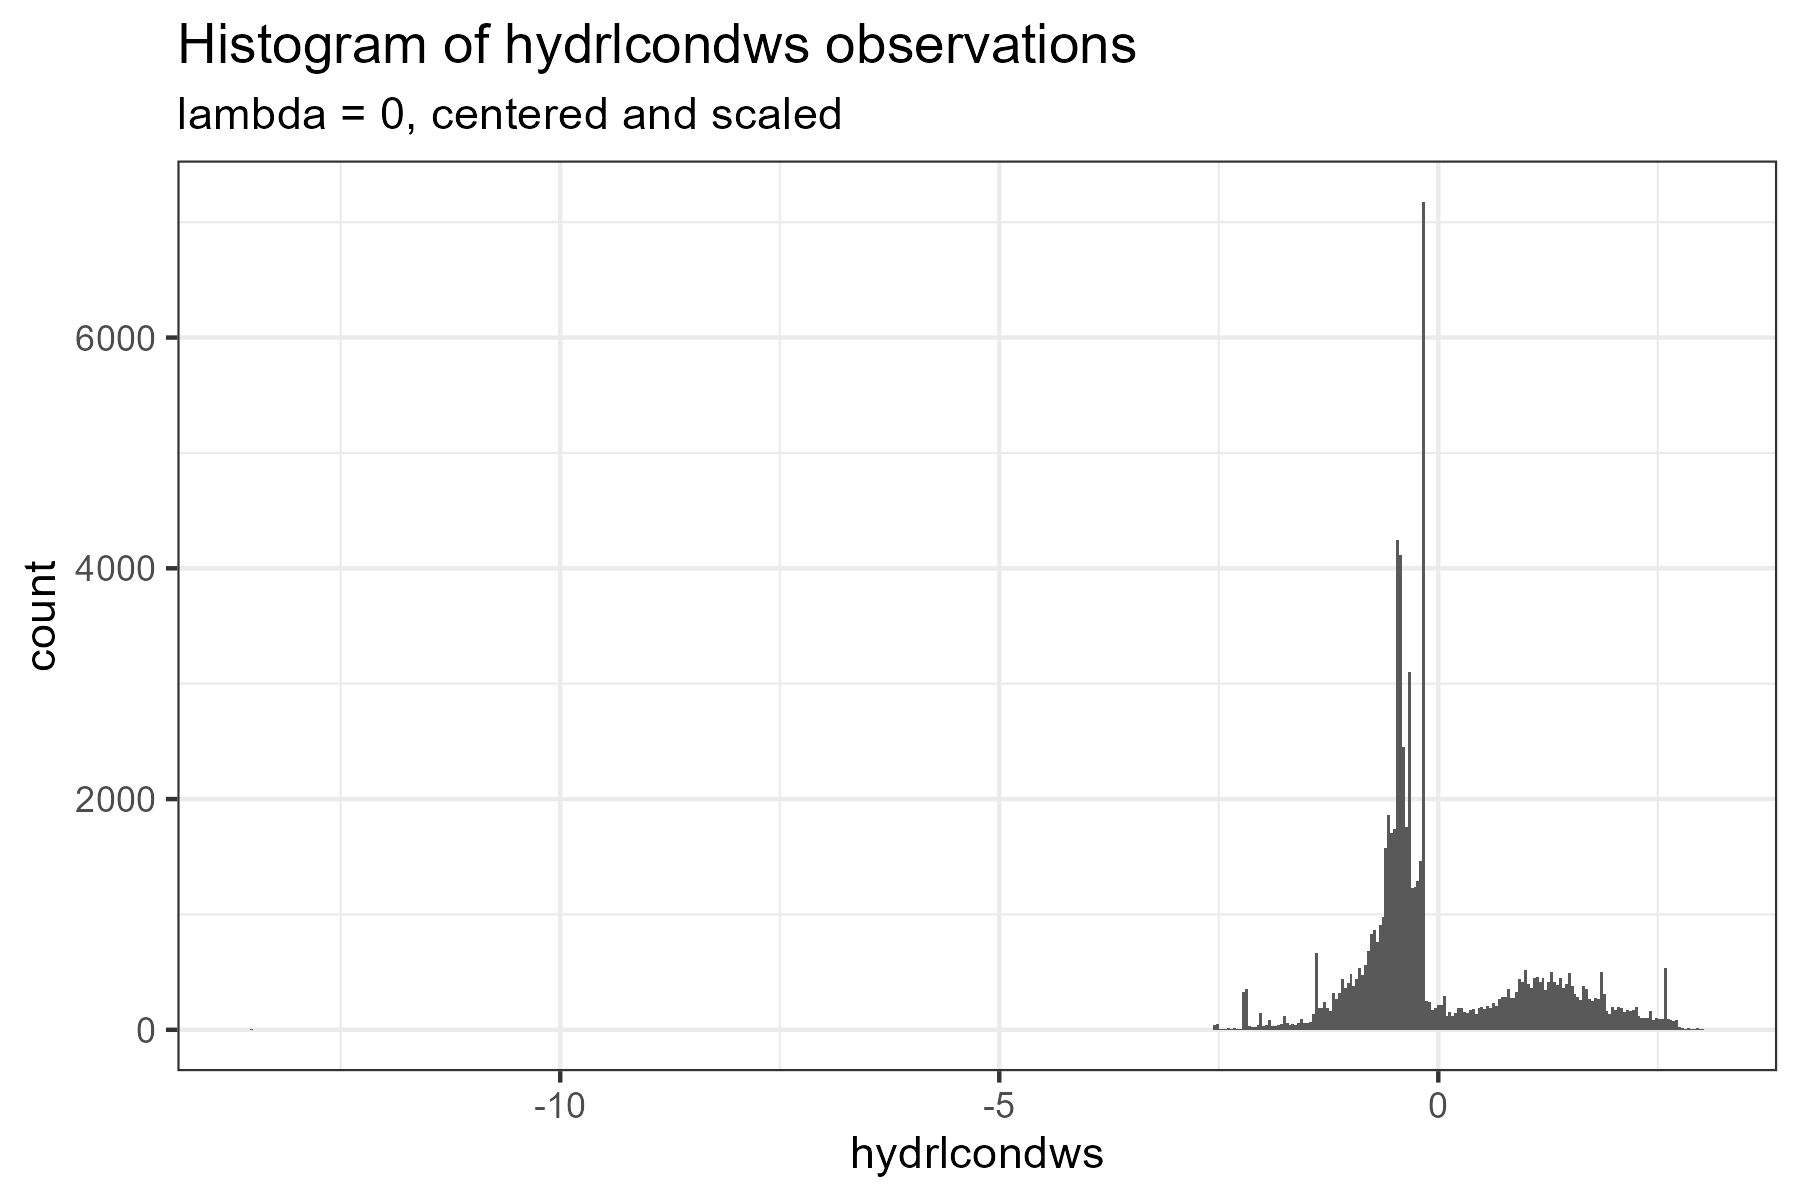 Histogram of hydrlcondws observations
lambda = 0, centered and scaled
count
6000
4000
2000
0
-10
-5
0
hydrlcondws